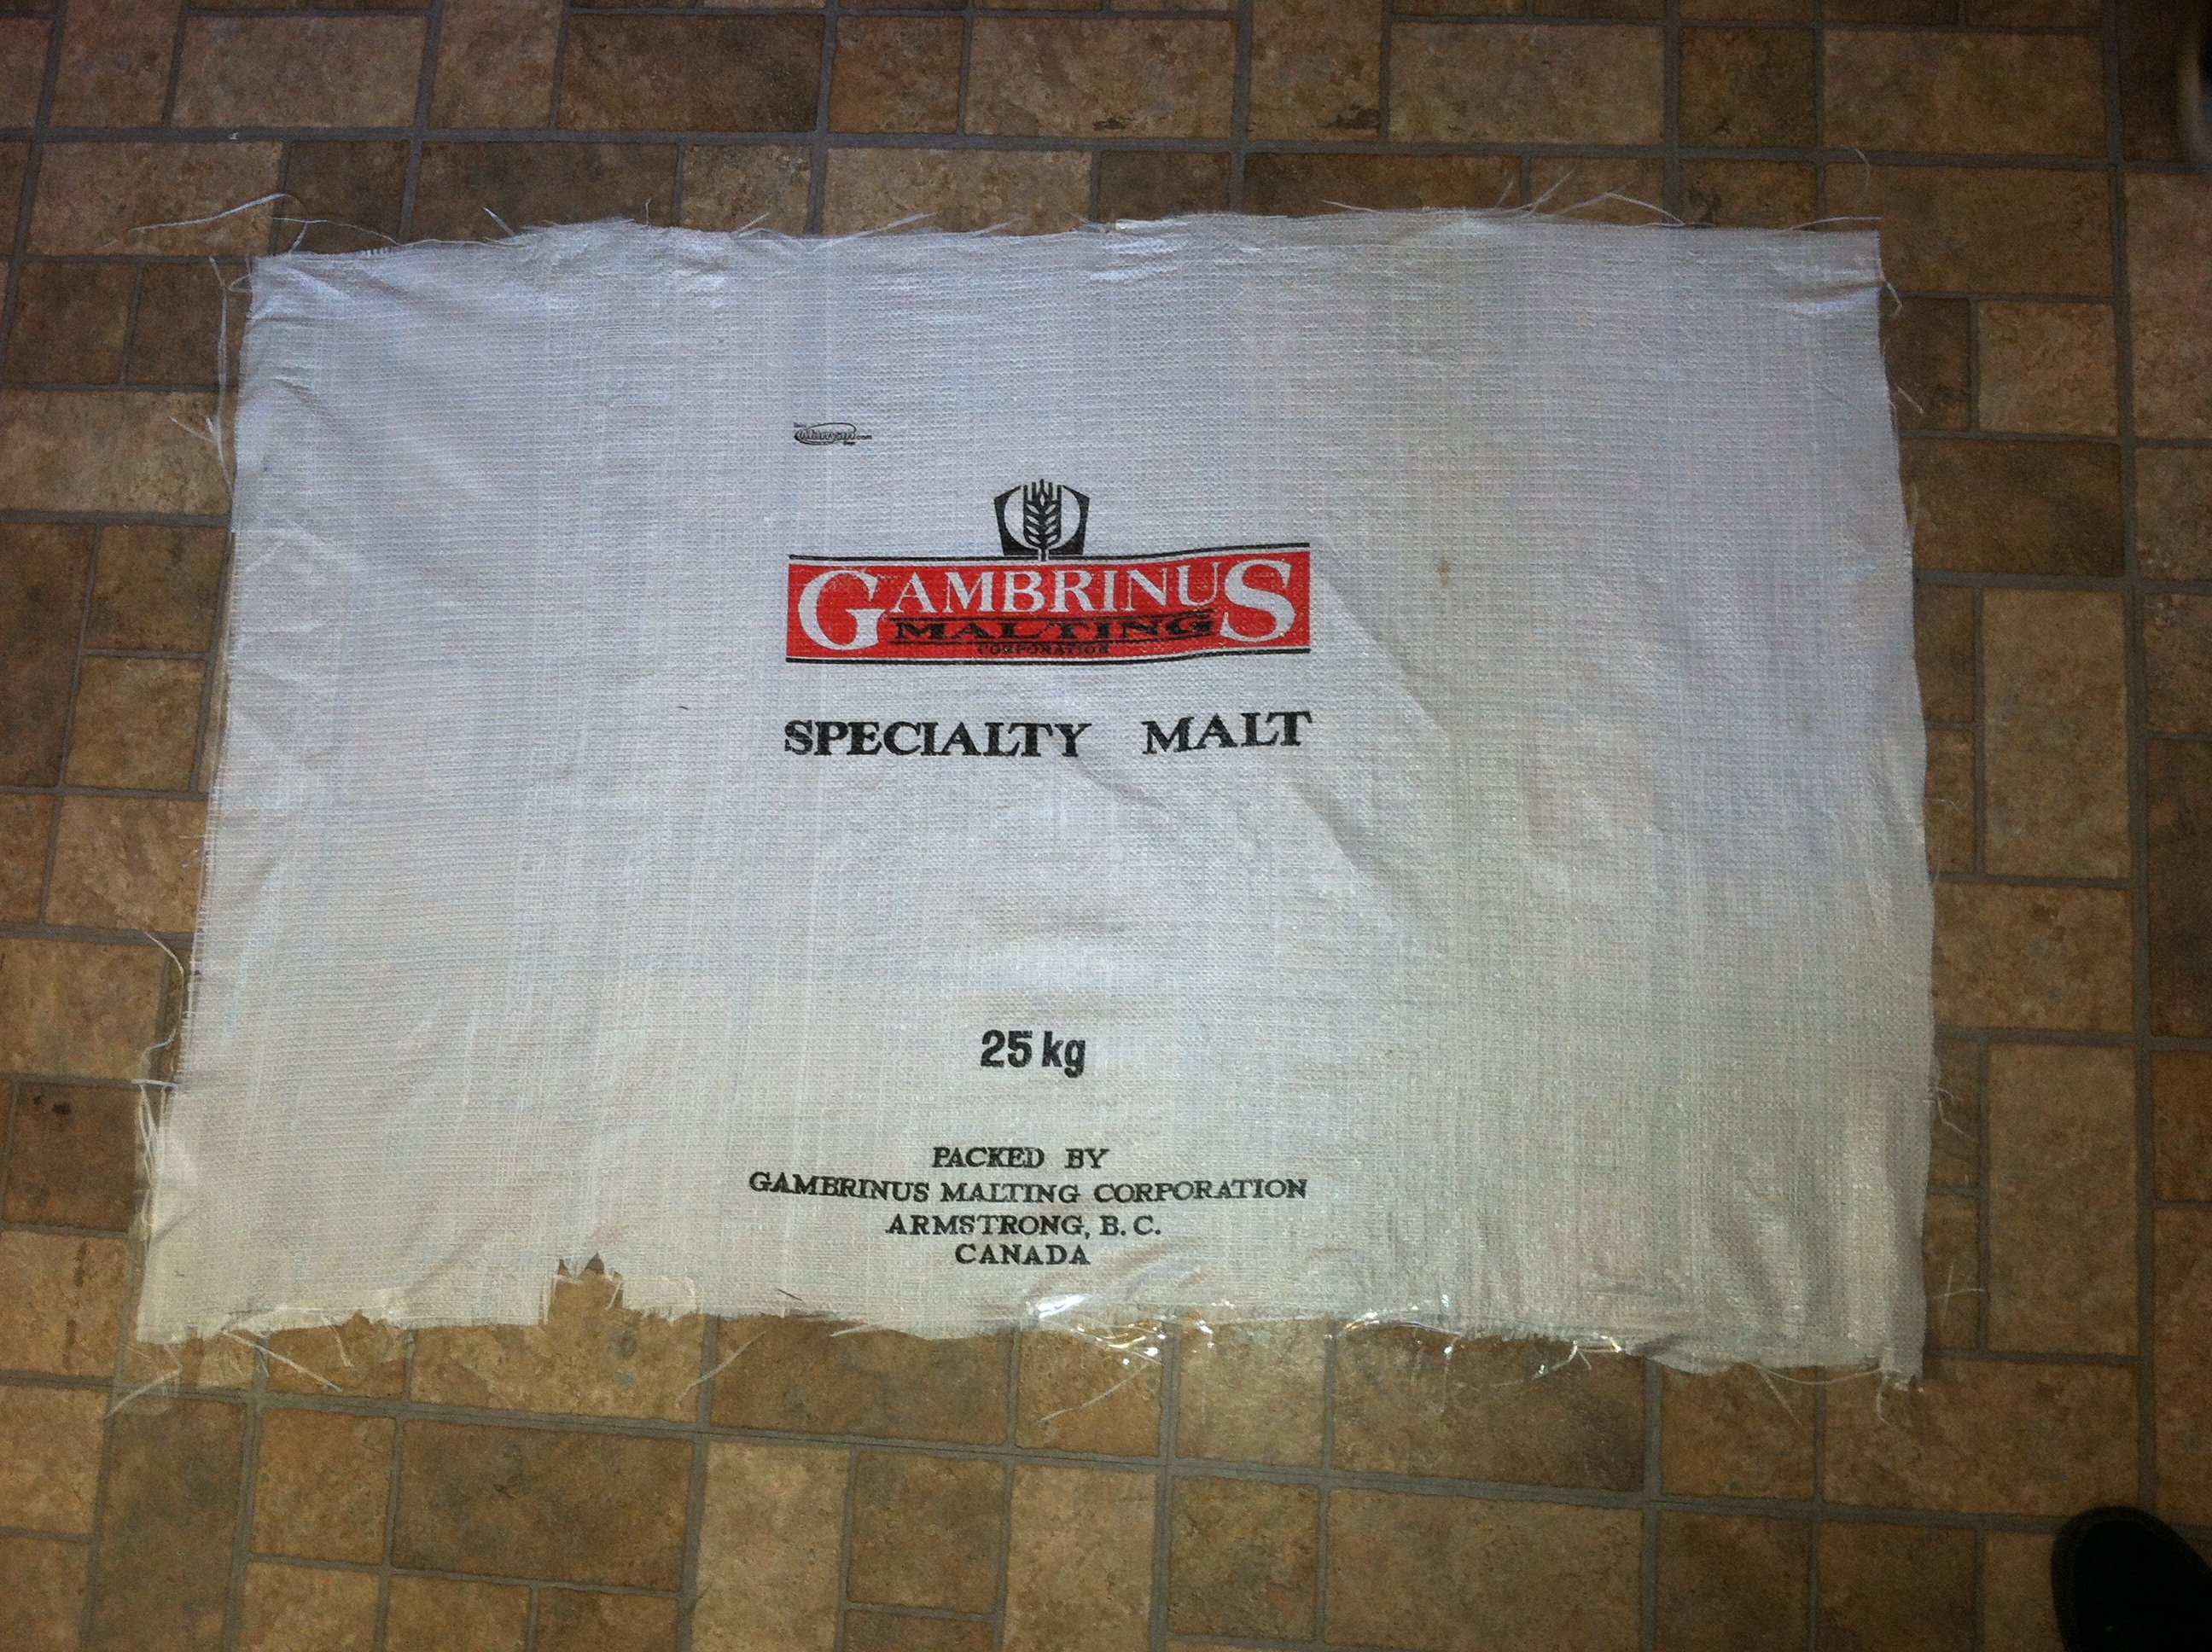 GAMBRINUS
MALTING
CORPORATION
SPECIALTY MALT
25 kg
PACKED BY
GAMBRINUS MALTING CORPORATION
ARMSTRONG, B. C.
CANADA